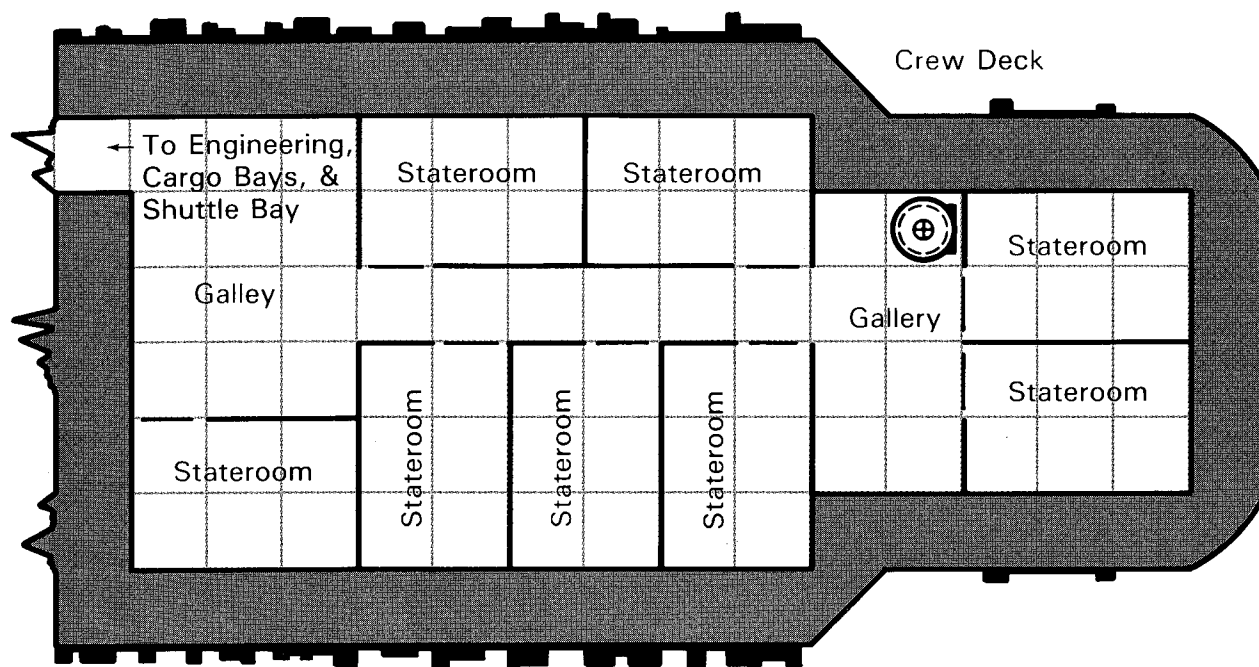 Crew Deck
← To Engineering,
Cargo Bays, &
Shuttle Bay
Stateroom
Stateroom
Stateroom
Galley
Gallery
Stateroom
Stateroom
Stateroom
Stateroom
Stateroom